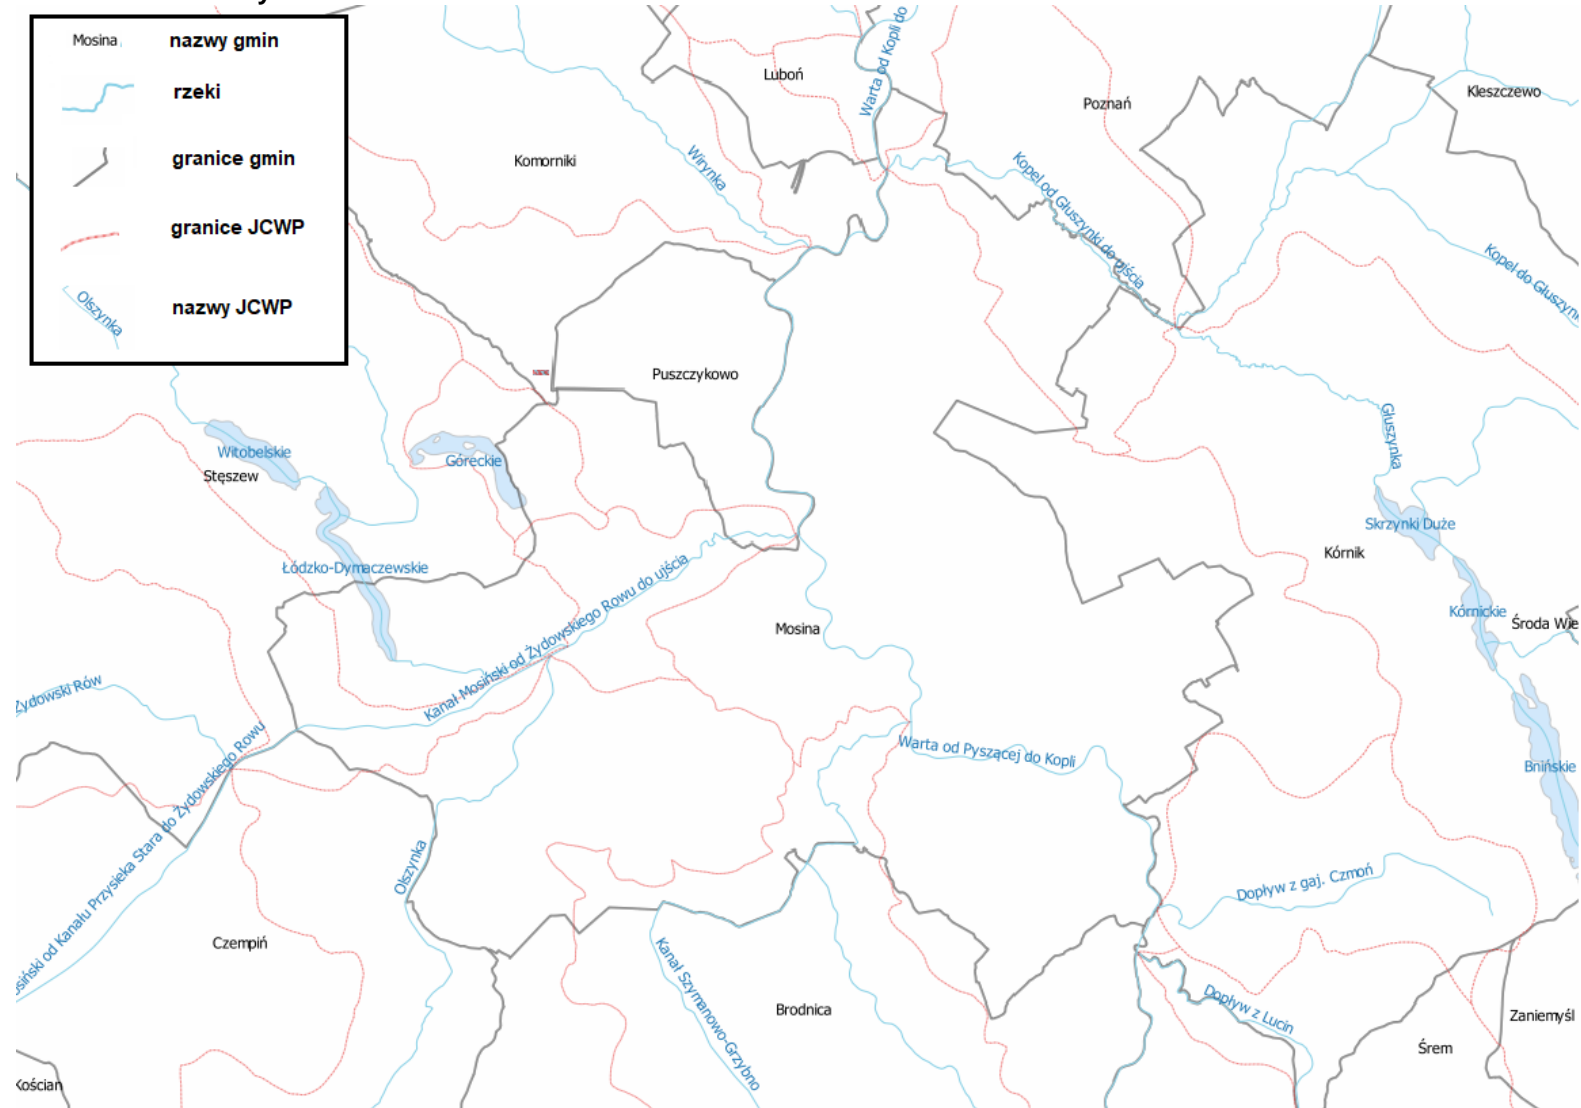 Mosina
nazwy gmin
rzeki
granice gmin
granice JCWP
Olszynka
nazwy JCWP
Luboń
Warta od Kopli do
Poznań
Kleszczewo
Komorniki
Wirynka
Kopel od Głuszynki do ujścia
Kopel do Głuszynki
Puszczykowo
Głuszynka
Witobelskie
Stęszew
Góreckie
Skrzynki Duże
Kórnik
Łódzko-Dymaczewskie
Kanał Mosiński od Żydowskiego Rowu do ujścia
Kórnickie
Środa Wie
Mosina
Żydowski Rów
Warta od Pyszącej do Kopli
Bnińskie
osiński od Kanału Przysieka Stara do Żydowskiego Rowu
Olszynka
Dopływ z gaj. Czmoń
Czempiń
Kanał Szymanowo-Grzybno
Brodnica
Dopływ z Lucin
Zaniemyśl
Śrem
Kościan